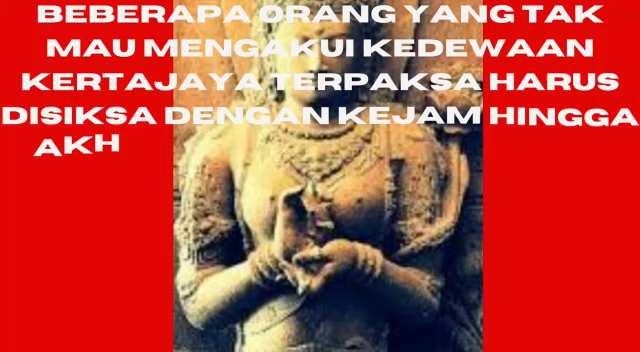 BEBERAPA ORANG YANG TAK
MAU MENGAKUI KEDEWAAN
KERTAJAYA TERPAKSA HARUS
DISIKSA DENGAN KEJAM HINGGA
AKH